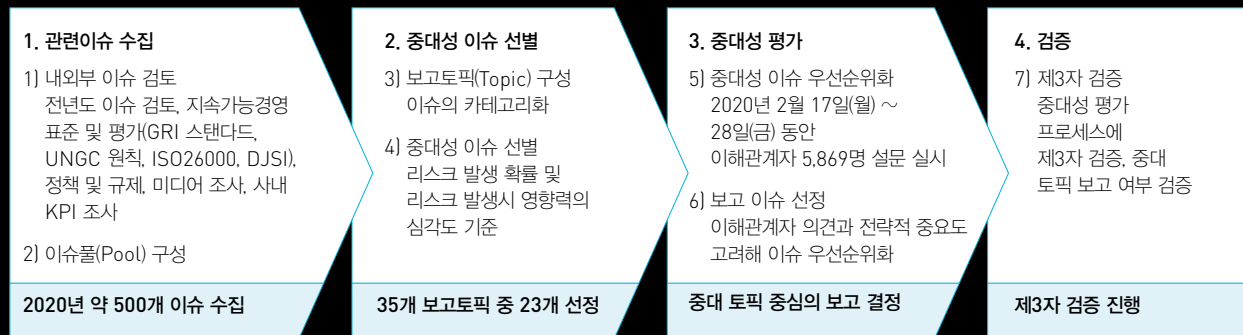 1. 관련이슈 수집
1) 내외부 이슈 검토
전년도 이슈 검토, 지속가능경영
표준 및 평가(GRI 스탠다드,
UNGC 원칙, ISO26000, DJSI),
정책 및 규제, 미디어 조사, 사내
KPI 조사
2) 이슈풀(Pool) 구성
2020년 약 500개 이슈 수집
2. 중대성 이슈 선별
3) 보고토픽(Topic) 구성
이슈의 카테고리화
4) 중대성 이슈 선별
리스크 발생 확률 및
리스크 발생시 영향력의
심각도 기준
35개 보고토픽 중 23개 선정
3. 중대성 평가
5) 중대성 이슈 우선순위화
2020년 2월 17일(월) ~
28일(금) 동안
이해관계자 5,869명 설문 실시
6) 보고 이슈 선정
이해관계자 의견과 전략적 중요도
고려해 이슈 우선순위화
중대 토픽 중심의 보고 결정
4. 검증
7) 제3자 검증
중대성 평가
프로세스에
제3자 검증, 중대
토픽 보고 여부 검증
제3자 검증 진행